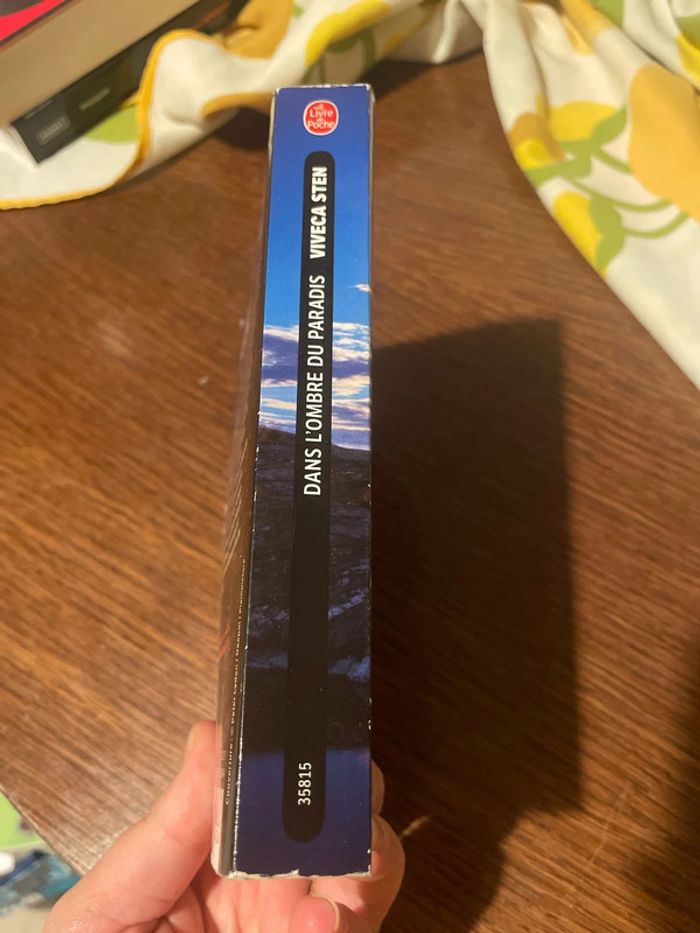 Le
Livre
de
Poche
DANS L'OMBRE DU PARADIS VIVECA STEN
35815